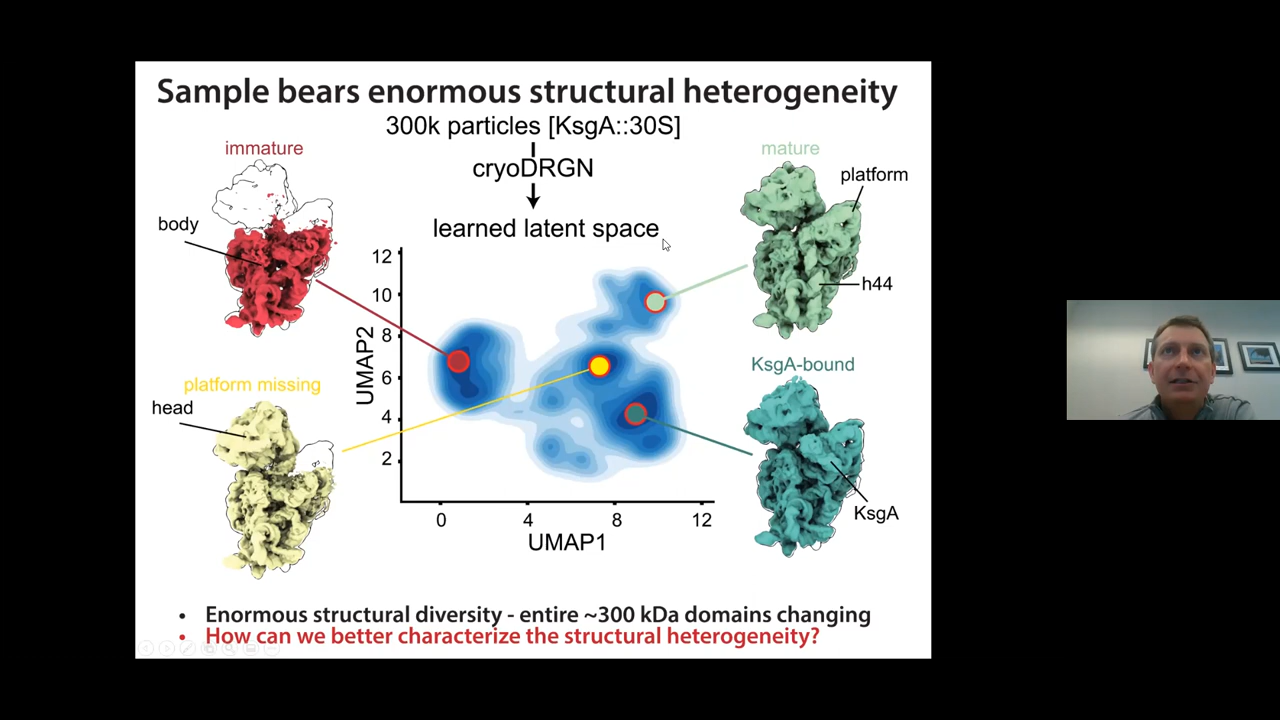 Sample bears enormous structural heterogeneity
300k particles [KsgA::30S]
cryoDRGN
learned latent space
immature
body
mature
platform
h44
platform missing
head
KsgA-bound
KsgA
12
10
8
6
4
2
UMAP2
0 4 8 12
UMAP1
• Enormous structural diversity - entire ~300 kDa domains changing
• How can we better characterize the structural heterogeneity?